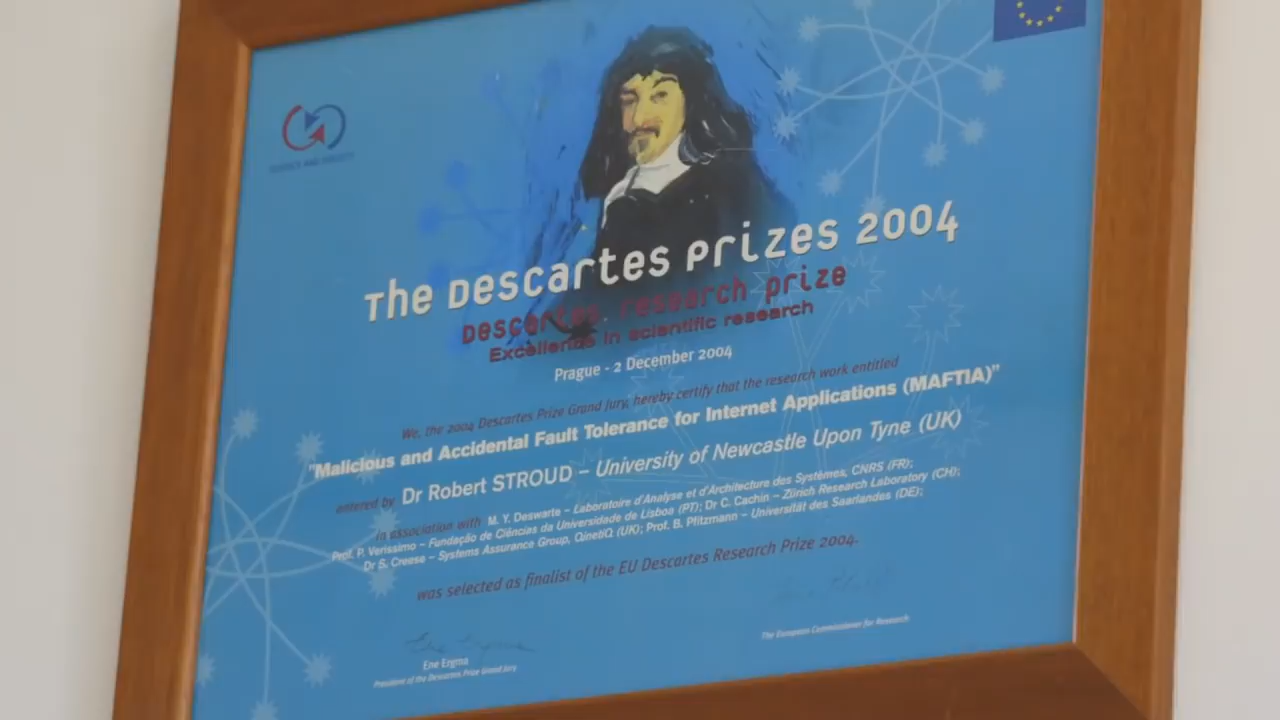 SCIENCE AND SOCIETY
The Descartes Prizes 2004
Descartes research prize
Excellence in scientific research
Prague - 2 December 2004
We, the 2004 Descartes Prize Grand Jury, hereby certify that the research work entitled
"Malicious and Accidental Fault Tolerance for Internet Applications (MAFTIA)"
entered by Dr Robert STROUD – University of Newcastle Upon Tyne (UK)
in association with M. Y. Deswarte – Laboratoire d'Analyse et d'Architecture des Systèmes, CNRS (FR);
Prof. P. Verissimo – Fundação de Ciências da Universidade de Lisboa (PT); Dr C. Cachin – Zürich Research Laboratory (CH);
Dr S. Creese – Systems Assurance Group, QinetiQ (UK); Prof. B. Pfitzmann – Universität des Saarlandes (DE);
was selected as finalist of the EU Descartes Research Prize 2004.
Ene Ergma
President of the Descartes Prize Grand Jury
The European Commissioner for Research